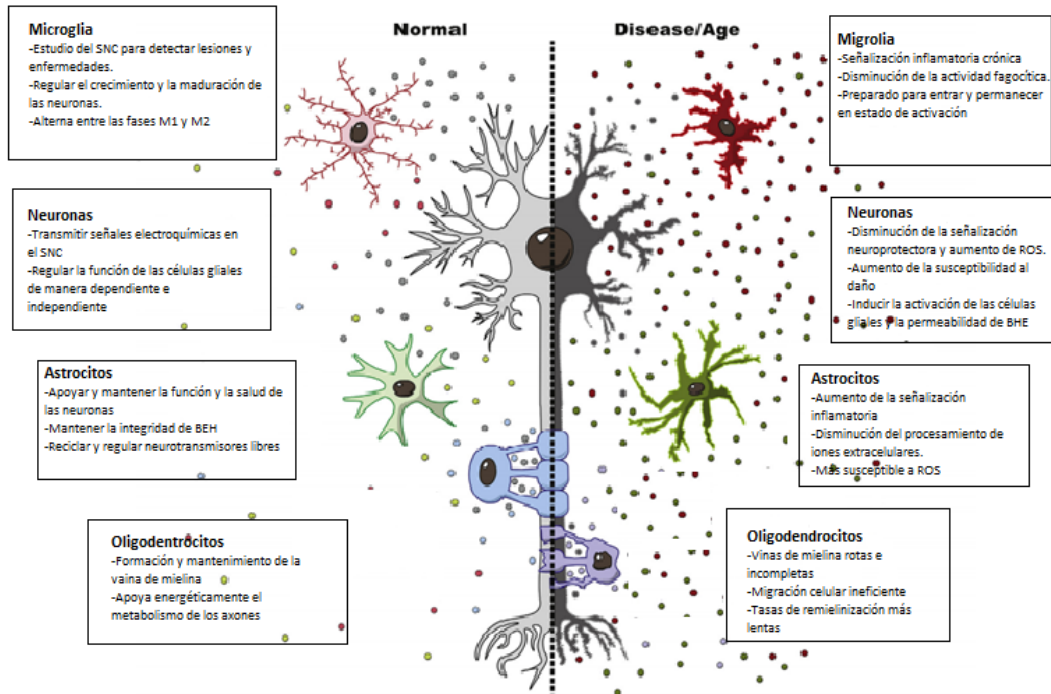 Normal
Disease/Age
Microglia
-Estudio del SNC para detectar lesiones y
enfermedades.
-Regular el crecimiento y la maduración de
las neuronas.
-Alterna entre las fases M1 y M2
Neuronas
-Transmitir señales electroquímicas en
el SNC
-Regular la función de las células gliales
de manera dependiente e
independiente
Astrocitos
-Apoyar y mantener la función y la salud de
las neuronas
-Mantener la integridad de BEH
-Reciclar y regular neurotransmisores libres
Oligodentrocitos
-Formación y mantenimiento de la
vaina de mielina
-Apoya energéticamente el
metabolismo de los axones
Migrolia
-Señalización inflamatoria crónica
-Disminución de la actividad fagocítica.
-Preparado para entrar y permanecer
en estado de activación
Neuronas
-Disminución de la señalización
neuroprotectora y aumento de ROS.
-Aumento de la susceptibilidad al
daño
-Inducir la activación de las células
gliales y la permeabilidad de BHE
Astrocitos
-Aumento de la señalización
inflamatoria
-Disminución del procesamiento de
iones extracelulares.
-Más susceptible a ROS
Oligodendrocitos
-Vinas de mielina rotas e
incompletas
-Migración celular ineficiente
-Tasas de remielinización más
lentas